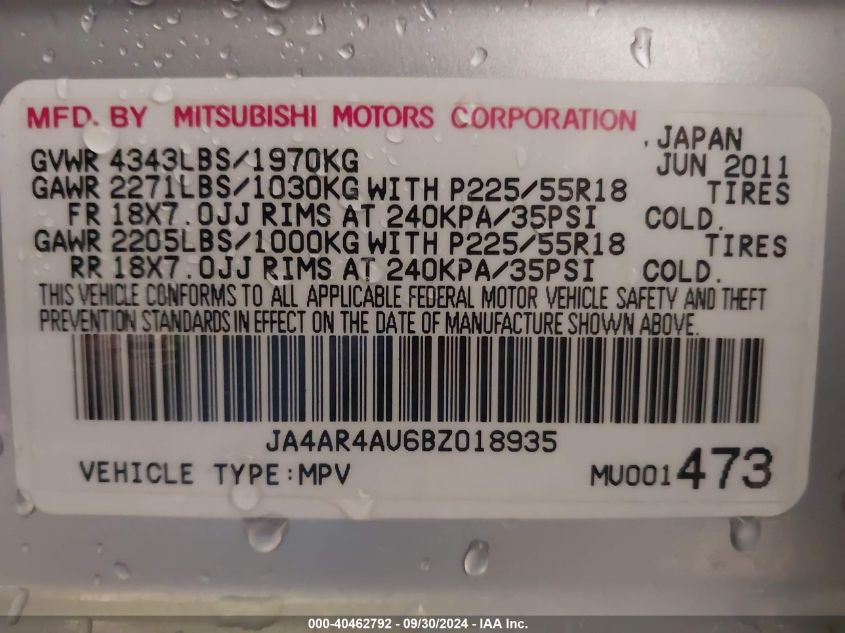 MFD. BY MITSUBISHI MOTORS CORPORATION
, JAPAN
GVWR 4343LBS/1970KG JUN 2011
GAWR 2271LBS/1030KG WITH P225/55R18 TIRES
FR 18X7.0JJ RIMS AT 240KPA/35PSI COLD.
GAWR 2205LBS/1000KG WITH P225/55R18 TIRES
RR 18X7.0JJ RIMS AT 240KPA/35PSI COLD.
THIS VEHICLE CONFORMS TO ALL APPLICABLE FEDERAL MOTOR VEHICLE SAFETY AND THEFT
PREVENTION STANDARDS IN EFFECT ON THE DATE OF MANUFACTURE SHOWN ABOVE.
JA4AR4AU6BZ018935
VEHICLE TYPE:MPV MU001473
000-40462792 - 09/30/2024 - IAA Inc.